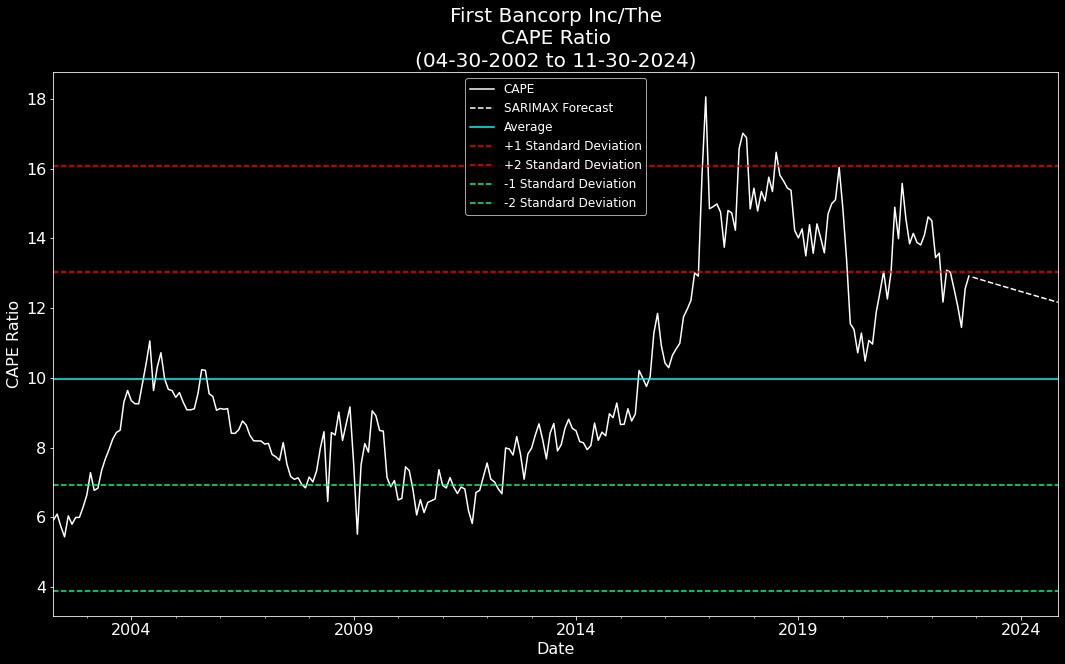 First Bancorp Inc/The
CAPE Ratio
(04-30-2002 to 11-30-2024)
CAPE
SARIMAX Forecast
Average
+1 Standard Deviation
+2 Standard Deviation
-1 Standard Deviation
-2 Standard Deviation
18
16
14
12
10
8
6
4
CAPE Ratio
2004
2009
2014
2019
2024
Date